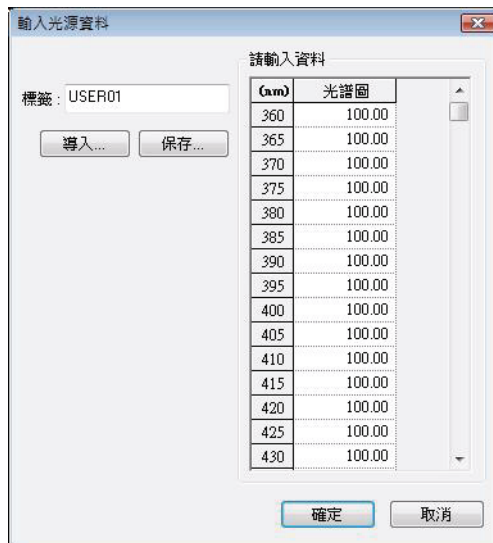 輸入光源資料
標籤 : USER01
導入...
保存...
請輸入資料
(nm) 光譜圖
360 100.00
365 100.00
370 100.00
375 100.00
380 100.00
385 100.00
390 100.00
395 100.00
400 100.00
405 100.00
410 100.00
415 100.00
420 100.00
425 100.00
430 100.00
確定
取消